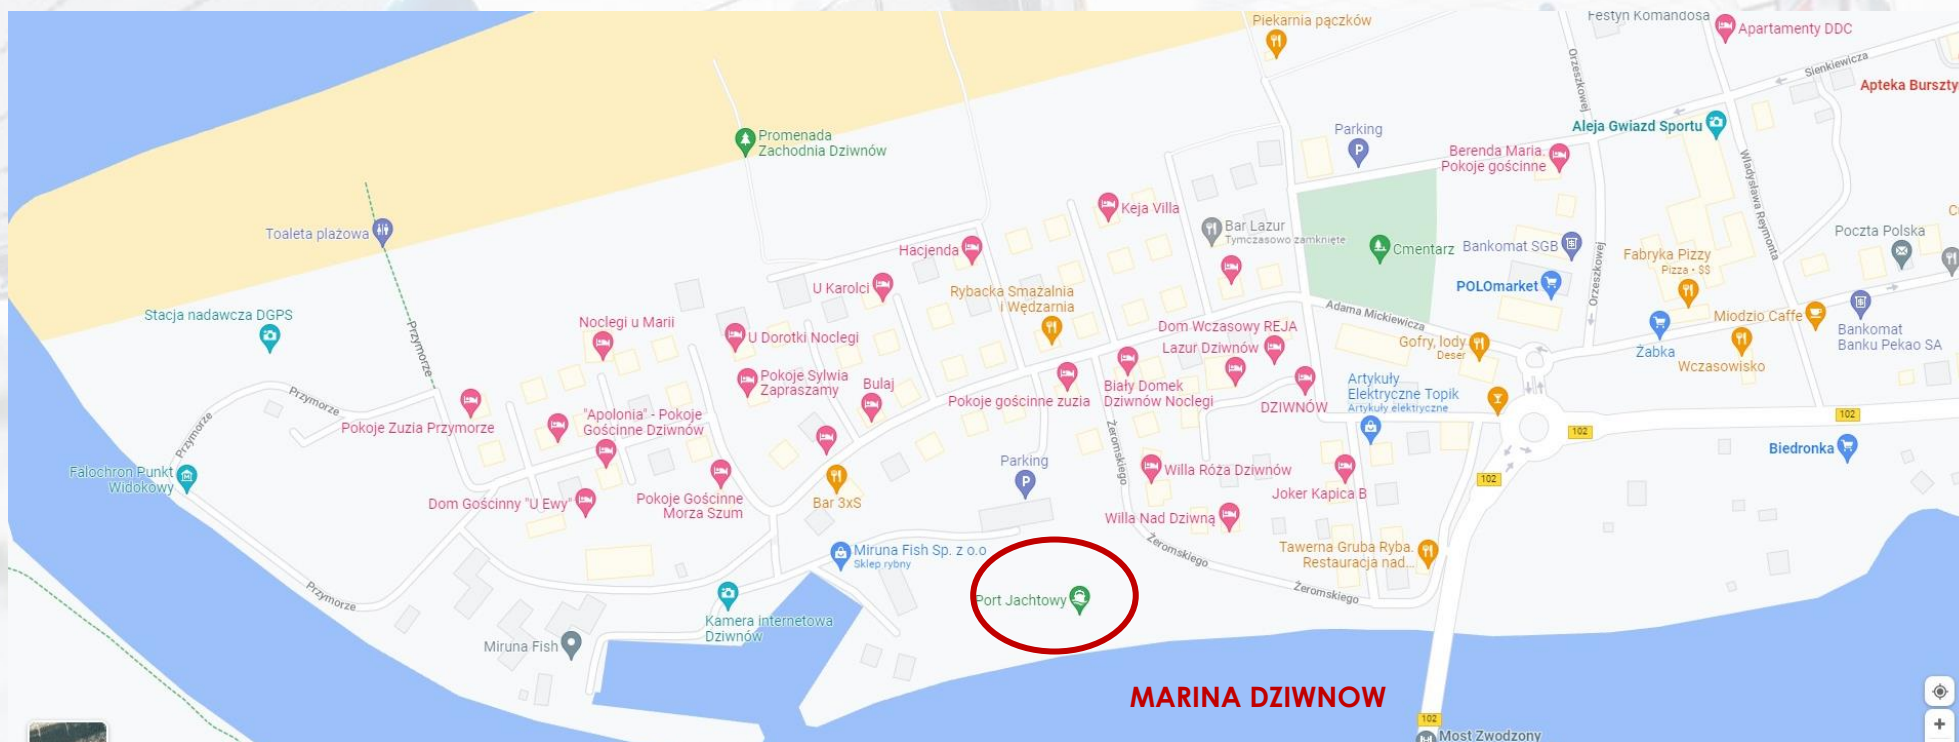 Piekarnia pączków
Festyn Komandosa
Apartamenty DDC
Orzeszkowej
Sienkiewicza
Apteka Burszty
Promenada
Zachodnia Dziwnów
Parking
Aleja Gwiazd Sportu
Berenda Maria.
Pokoje gościnne
Władysława Reymonta
Toaleta plażowa
Keja Villa
Bar Lazur
Tymczasowo zamknięte
Cmentarz
Bankomat SGB
Poczta Polska
Hacjenda
Orzeszkowej
Fabryka Pizzy
Pizza • $$
U Karolci
Rybacka Smażalnia
i Wędzarnia
POLOmarket
Stacja nadawcza DGPS
Przymorze
Noclegi u Marii
U Dorotki Noclegi
Adama Mickiewicza
Dom Wczasowy REJA
Lazur Dziwnów
Gofry, lody
Deser
Żabka
Miodzio Caffe
Wczasowisko
Bankomat
Banku Pekao SA
Pokoje Sylwia
Zapraszamy
Bulaj
Pokoje gościnne zuzia
Biały Domek
Dziwnów Noclegi
DZIWNÓW
Artykuły
Elektryczne Topik
Artykuły elektryczne
Przymorze
Przymorze
Pokoje Zuzia Przymorze
"Apolonia" - Pokoje
Gościnne Dziwnów
102
102
Biedronka
Falochron Punkt
Widokowy
Dom Gościnny "U Ewy"
Pokoje Gościnne
Morza Szum
Bar 3xS
Parking
Żeromskiego
Willa Róża Dziwnów
Joker Kapica B
102
Willa Nad Dziwną
Miruna Fish Sp. z o.o
Sklep rybny
Żeromskiego
Tawerna Gruba Ryba.
Restauracja nad...
Żeromskiego
Przymorze
Port Jachtowy
Kamera internetowa
Dziwnów
Miruna Fish
MARINA DZIWNOW
102
Most Zwodzony